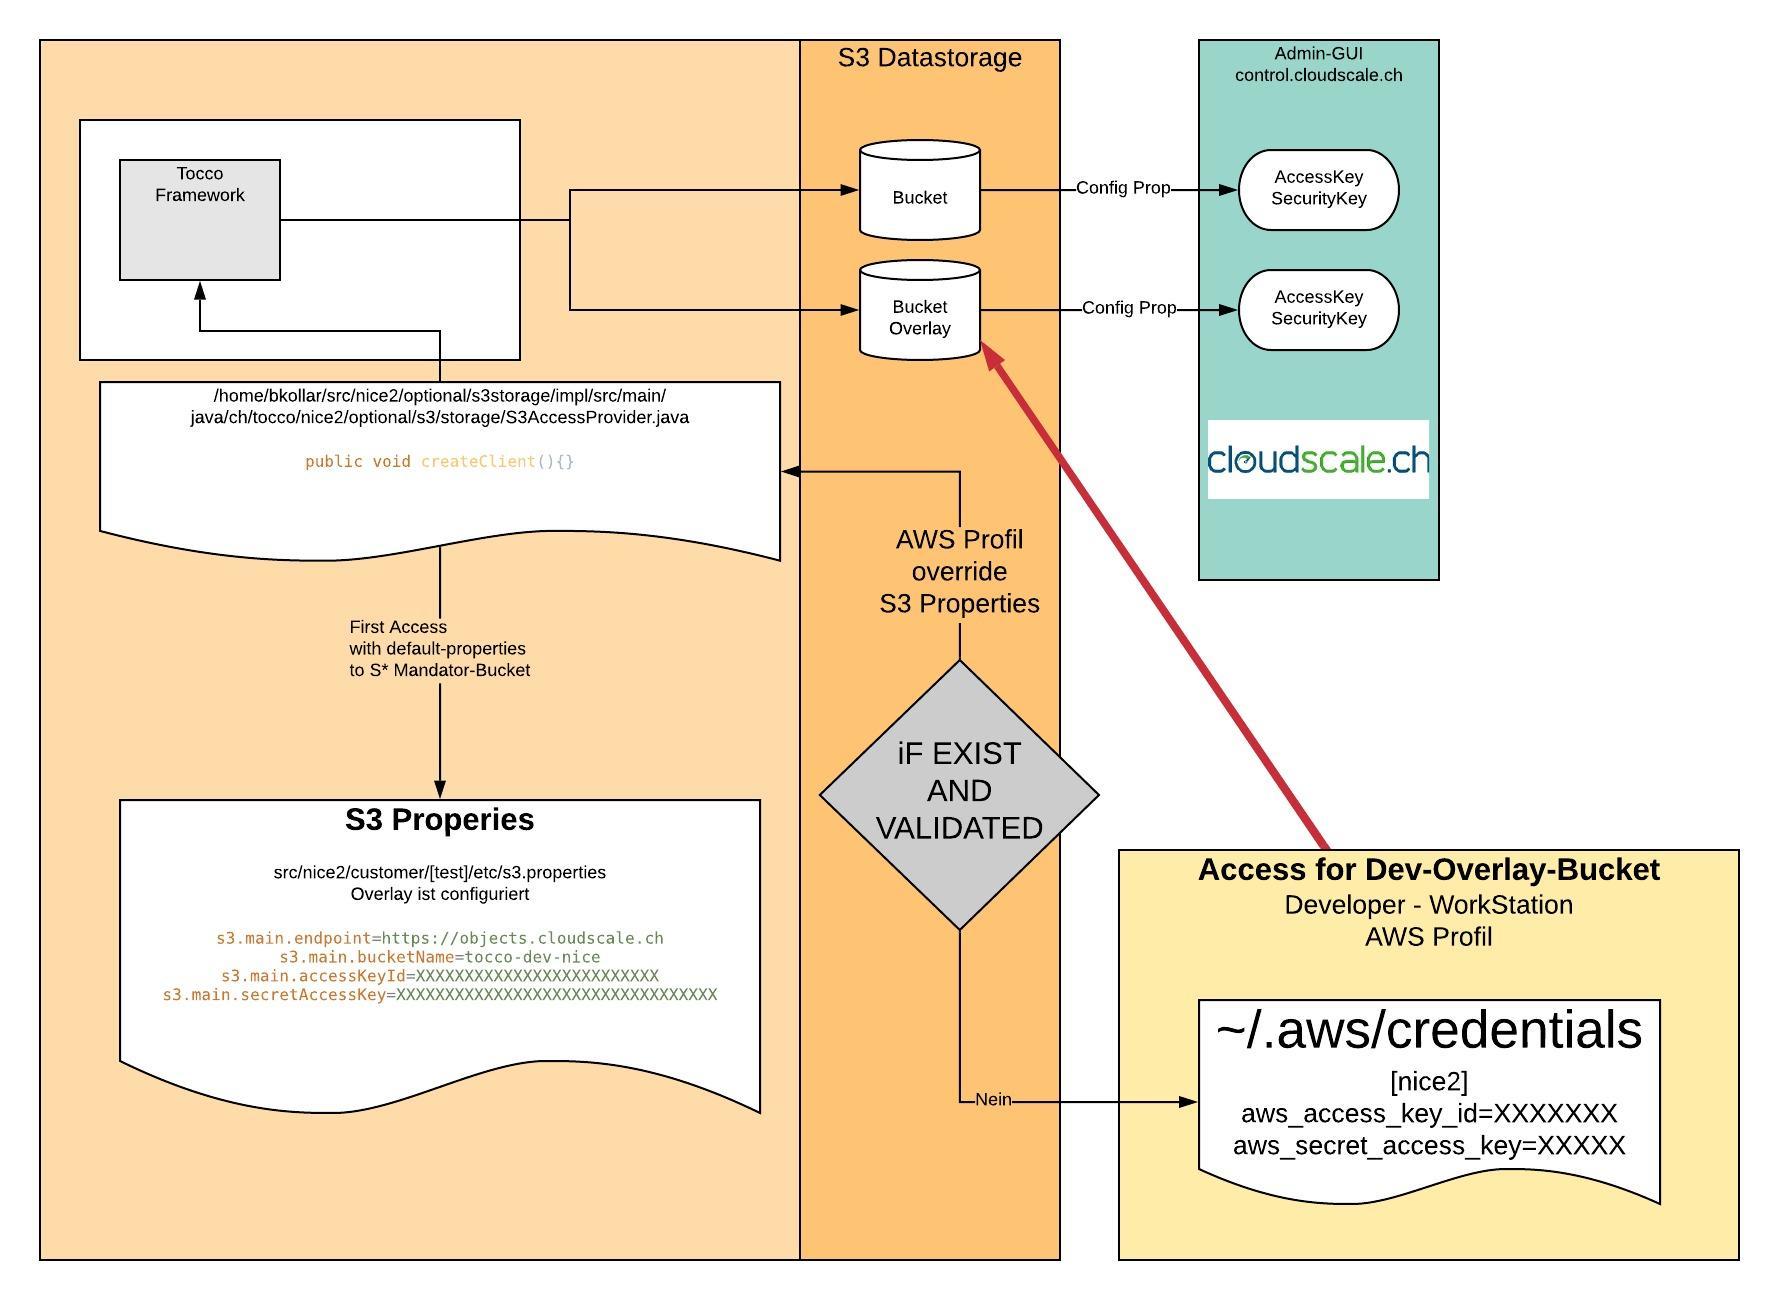 S3 Datastorage
Admin-GUI
control.cloudscale.ch
Tocco
Framework
Bucket
Config Prop
AccessKey
SecurityKey
Bucket
Overlay
Config Prop
AccessKey
SecurityKey
/home/bkollar/src/nice2/optional/s3storage/impl/src/main/
java/ch/tocco/nice2/optional/s3/storage/S3AccessProvider.java
public void createClient(){}
cloudscale.ch
AWS Profil
override
S3 Properties
First Access
with default-properties
to S* Mandator-Bucket
iF EXIST
AND
VALIDATED
S3 Properies
src/nice2/customer/[test]/etc/s3.properties
Overlay ist configuriert
s3.main.endpoint=https://objects.cloudscale.ch
s3.main.bucketName=tocco-dev-nice
s3.main.accessKeyId=XXXXXXXXXXXXXXXXXXXXXXXXX
s3.main.secretAccessKey=XXXXXXXXXXXXXXXXXXXXXXXXXXXXXXXXX
Access for Dev-Overlay-Bucket
Developer - WorkStation
AWS Profil
Nein
~/.aws/credentials
[nice2]
aws_access_key_id=XXXXXXX
aws_secret_access_key=XXXXX